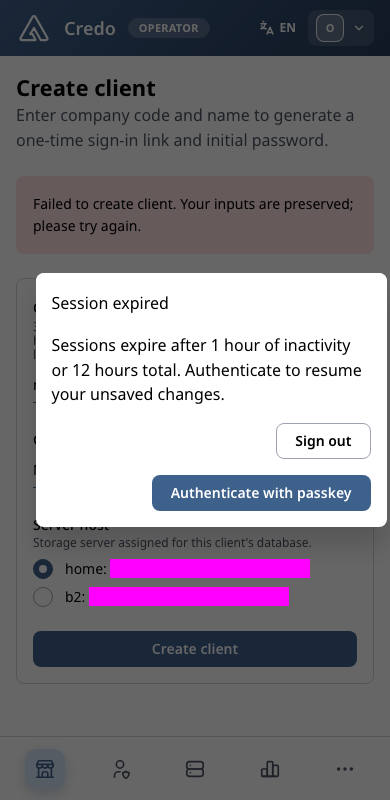 Credo
OPERATOR
EN
O
Create client
Enter company code and name to generate a
one-time sign-in link and initial password.
Failed to create client. Your inputs are preserved;
please try again.
Session expired
Sessions expire after 1 hour of inactivity
or 12 hours total. Authenticate to resume
your unsaved changes.
Sign out
Authenticate with passkey
Server host
Storage server assigned for this client's database.
home:
b2:
Create client